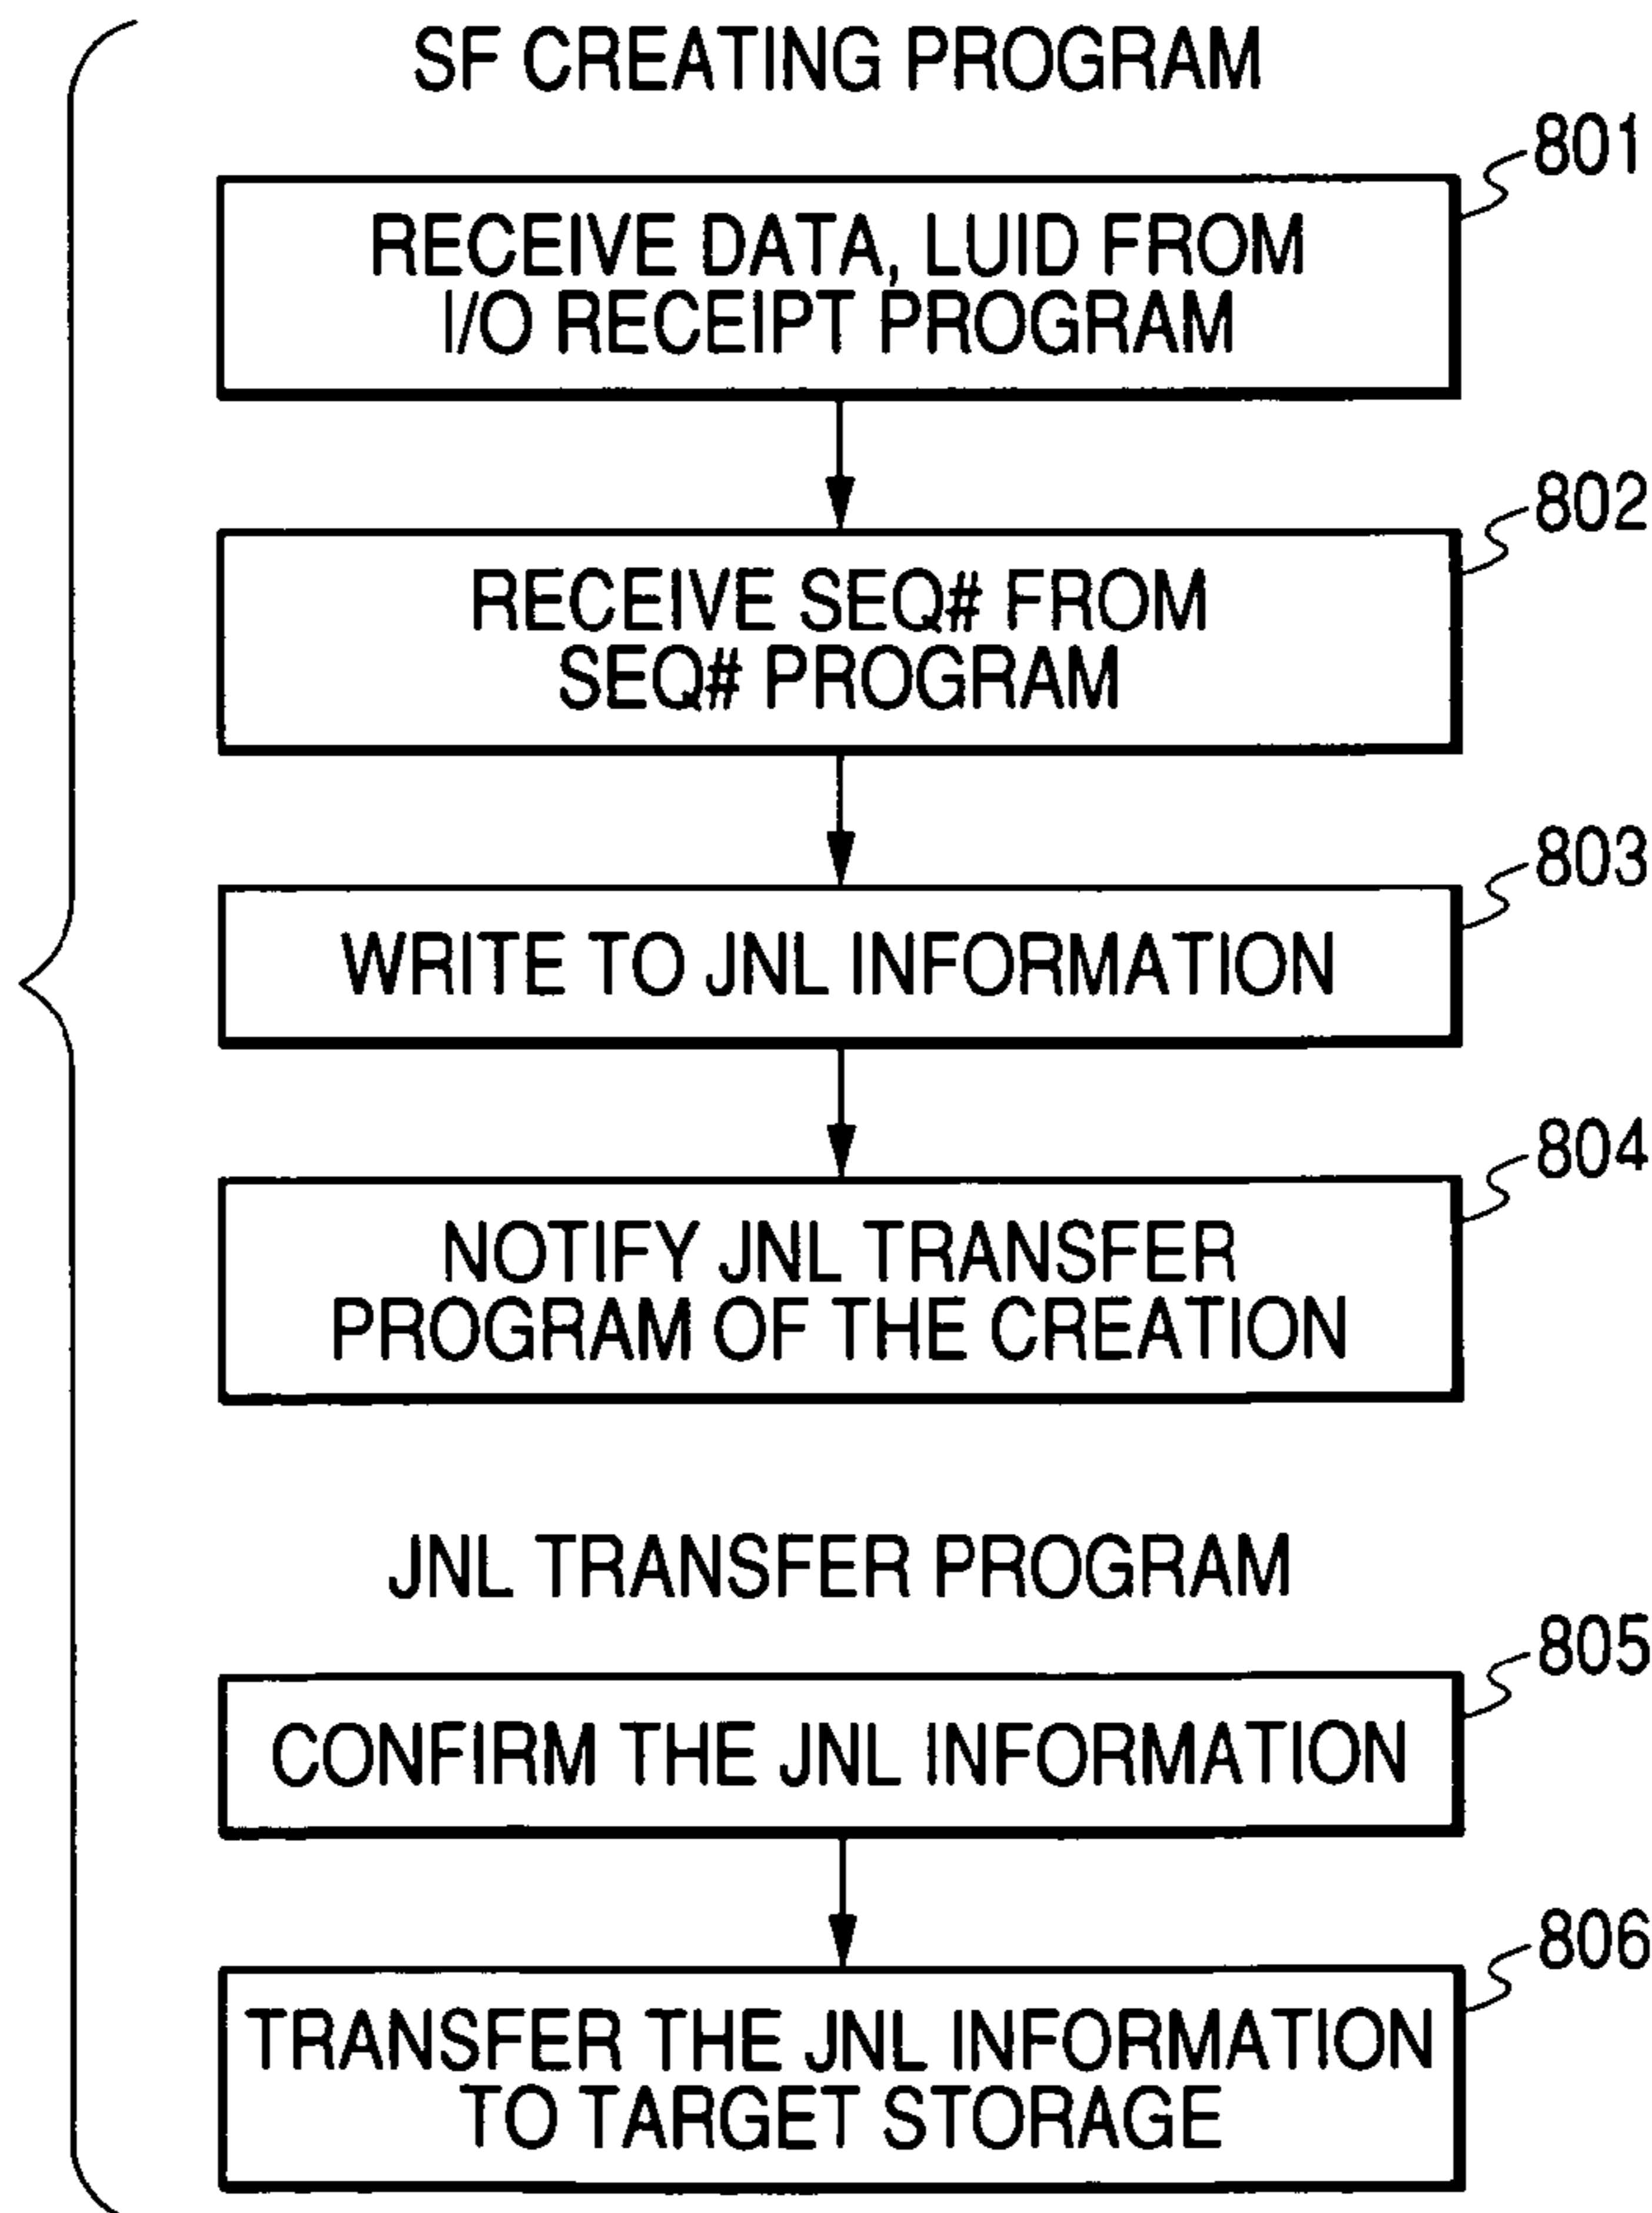 SF CREATING PROGRAM
801
RECEIVE DATA, LUID FROM
I/O RECEIPT PROGRAM
802
RECEIVE SEQ# FROM
SEQ# PROGRAM
803
WRITE TO JNL INFORMATION
804
NOTIFY JNL TRANSFER
PROGRAM OF THE CREATION
JNL TRANSFER PROGRAM
805
CONFIRM THE JNL INFORMATION
806
TRANSFER THE JNL INFORMATION
TO TARGET STORAGE